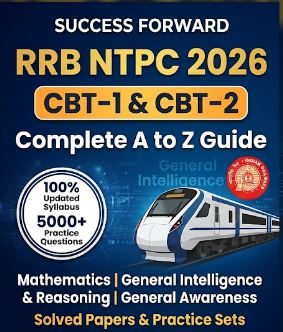 SUCCESS FORWARD
RRB NTPC 2026
CBT-1 & CBT-2
Complete A to Z Guide
General
Intelligence
100%
Updated
Syllabus
5000+
Practice
Questions
Mathematics | General Intelligence
& Reasoning | General Awareness
Solved Papers & Practice Sets